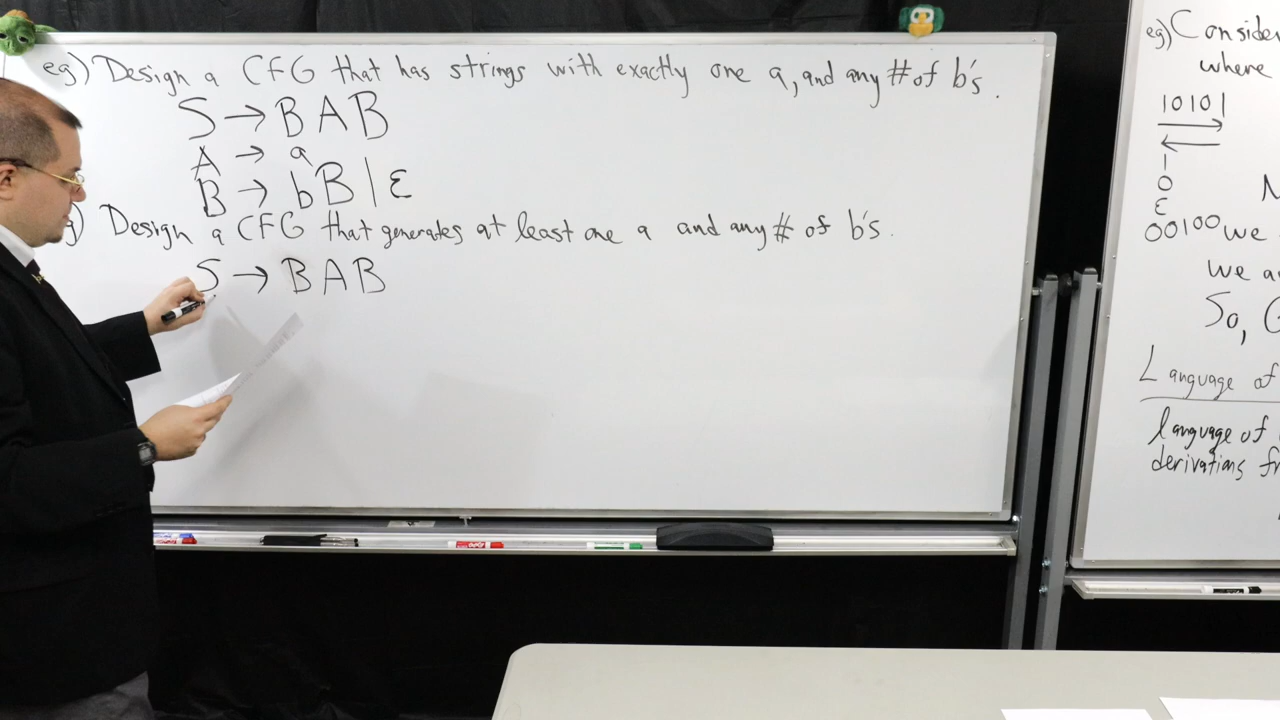 eg) Design a CFG that has strings with exactly one a, and any # of b's.
S → BAB
A → a
B → bB | ε
g) Design a CFG that generates at least one a and any # of b's.
S → BAB
eg) Consider
where
10101
1
0
ε
00100 we
we a
So,
Language of
language of
derivations f